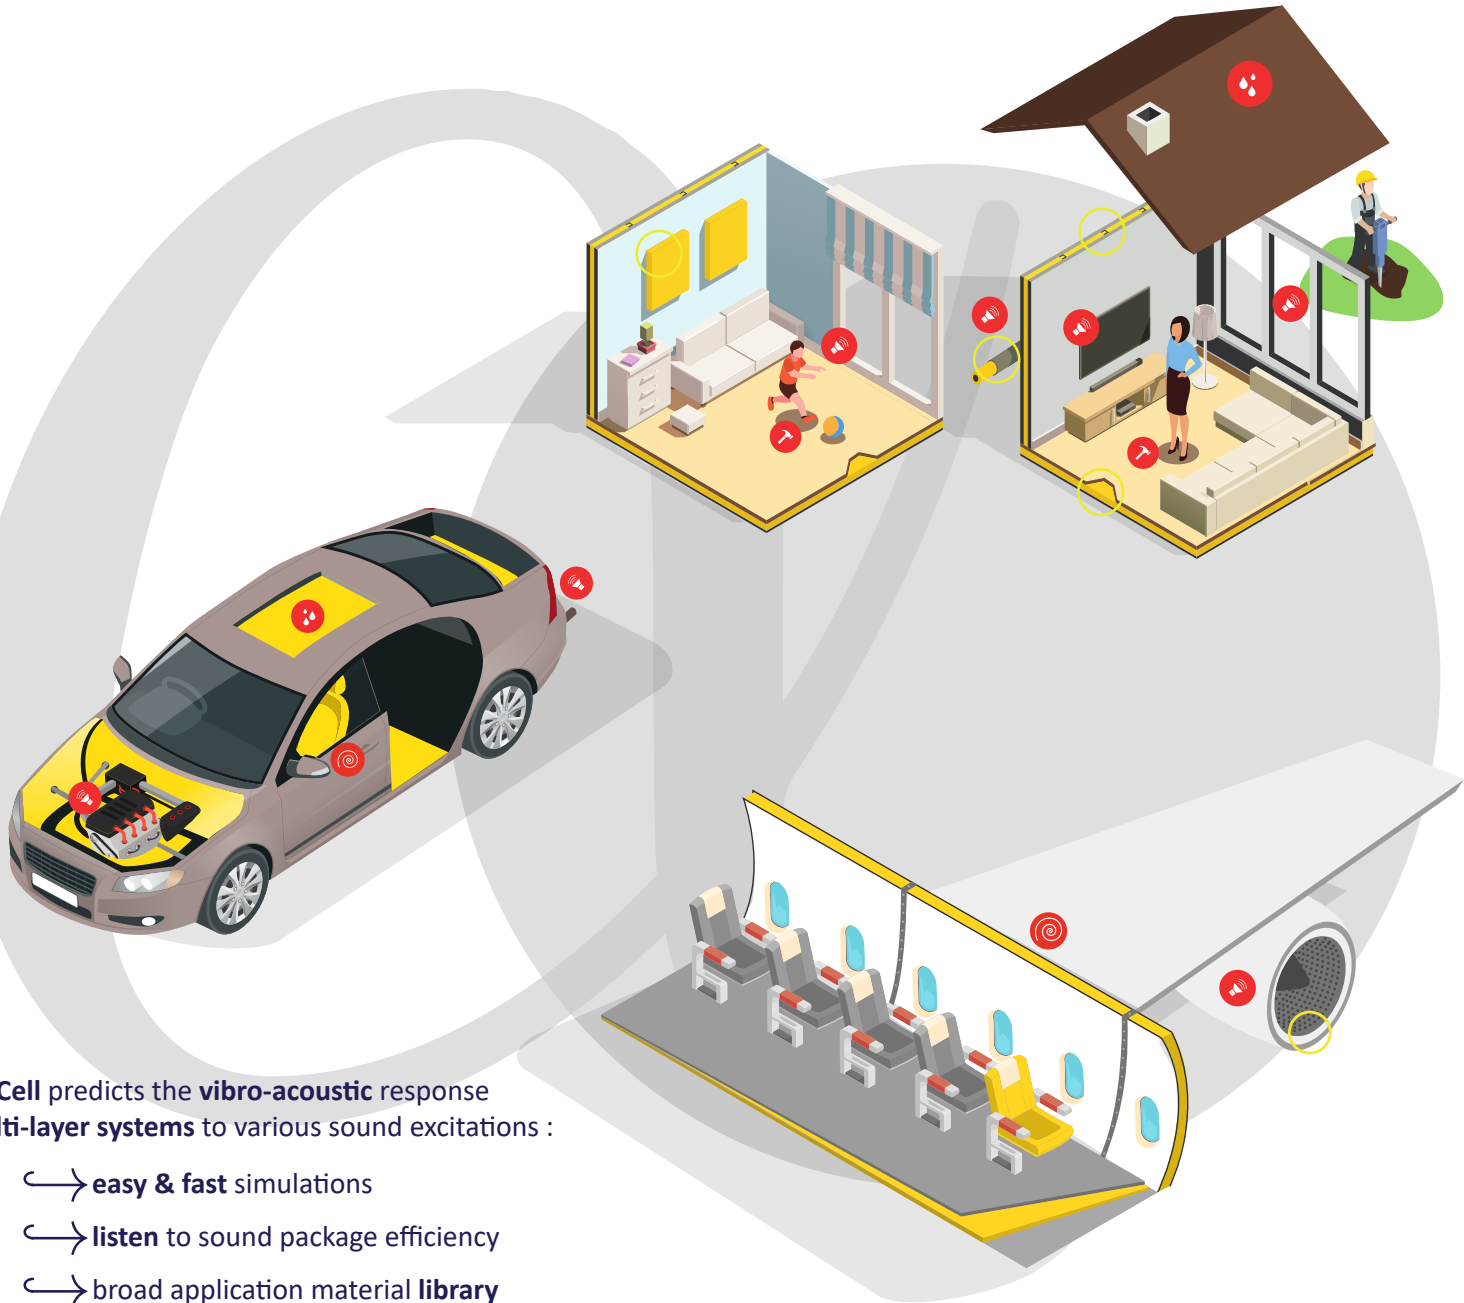 Cell predicts the vibro-acoustic response
lti-layer systems to various sound excitations :
easy & fast simulations
listen to sound package efficiency
broad application material library